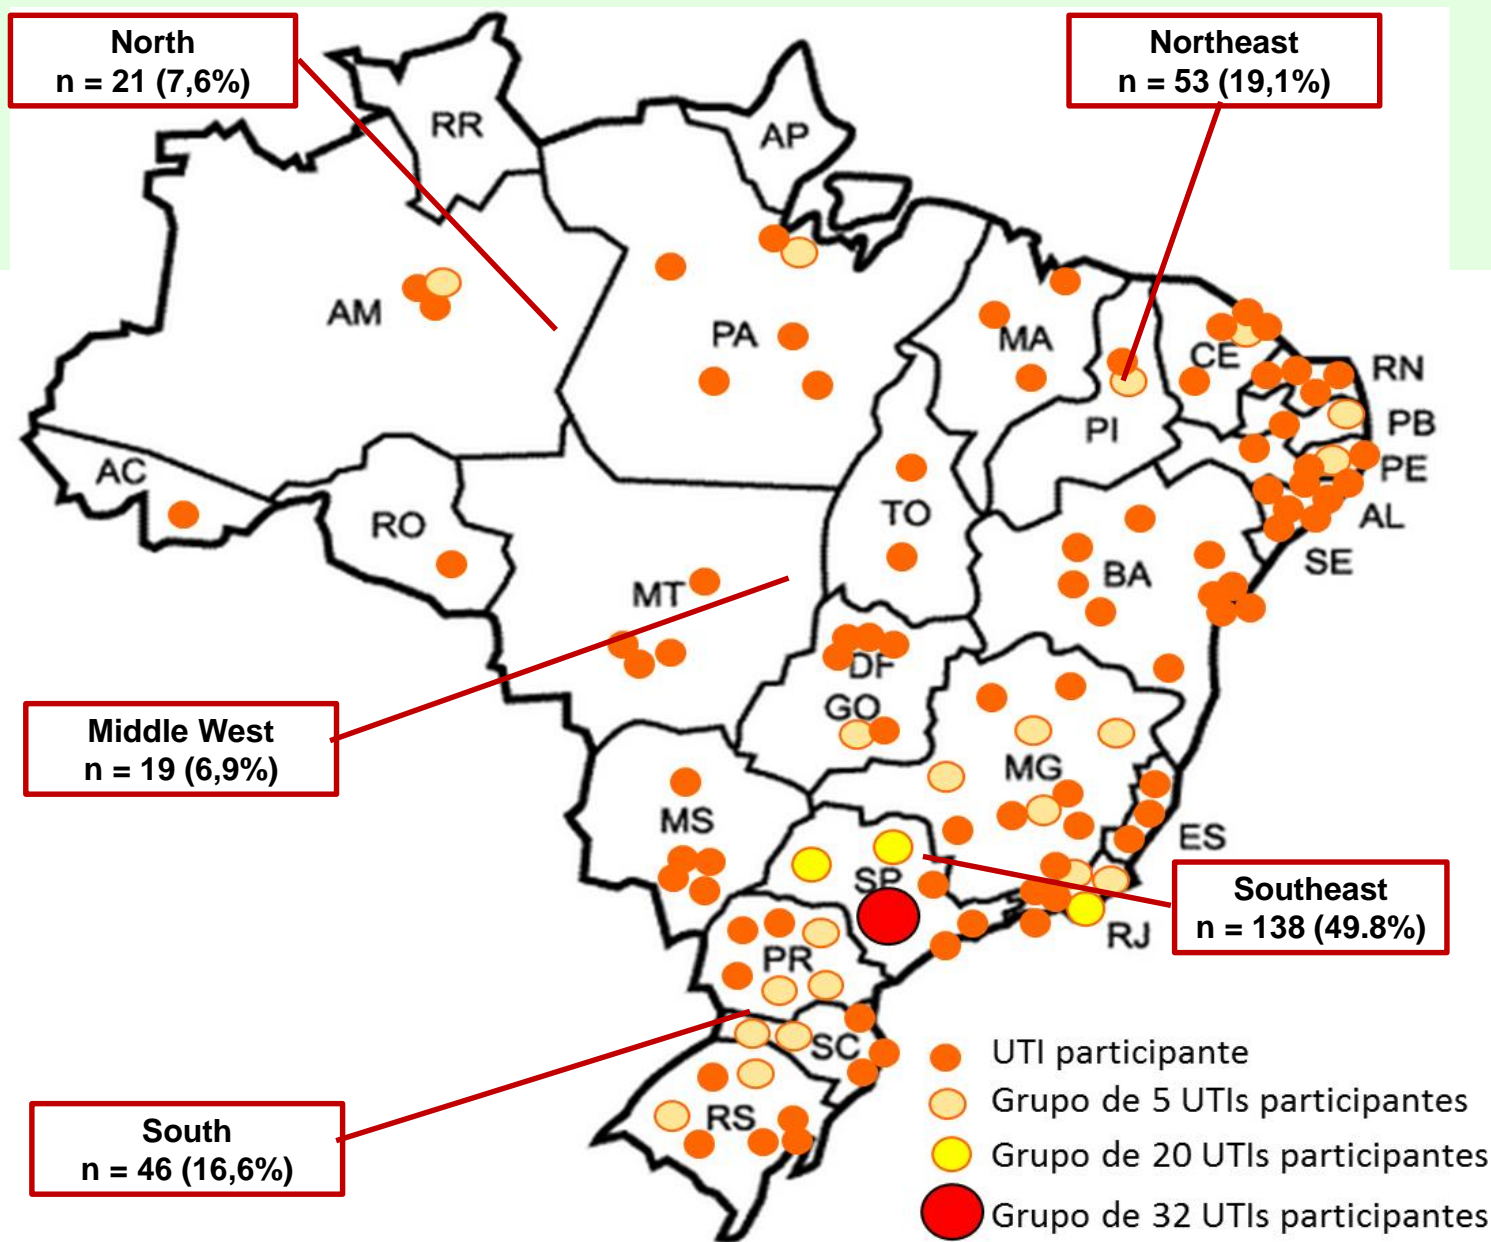 North
n = 21 (7,6%)
Northeast
n = 53 (19,1%)
RR
AP
AM
PA
MA
CE
RN
PI
PB
PE
AC
TO
AL
RO
SE
BA
MT
DF
GO
Middle West
n = 19 (6,9%)
MG
MS
ES
SP
Southeast
n = 138 (49.8%)
RJ
PR
SC
RS
South
n = 46 (16,6%)
UTI participante
Grupo de 5 UTIs participantes
Grupo de 20 UTIs participantes
Grupo de 32 UTIs participantes